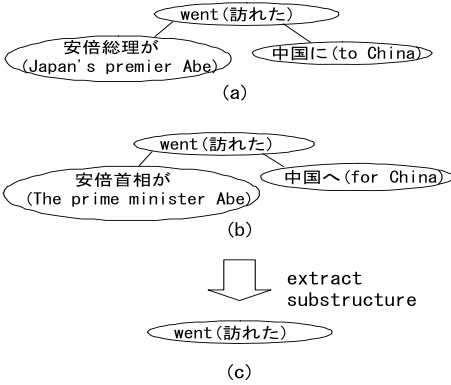 went(訪れた)
安倍総理が
(Japan's premier Abe)
中国に(to China)
(a)
went(訪れた)
安倍首相が
(The prime minister Abe)
中国へ(for China)
(b)
extract
substructure
went(訪れた)
(c)